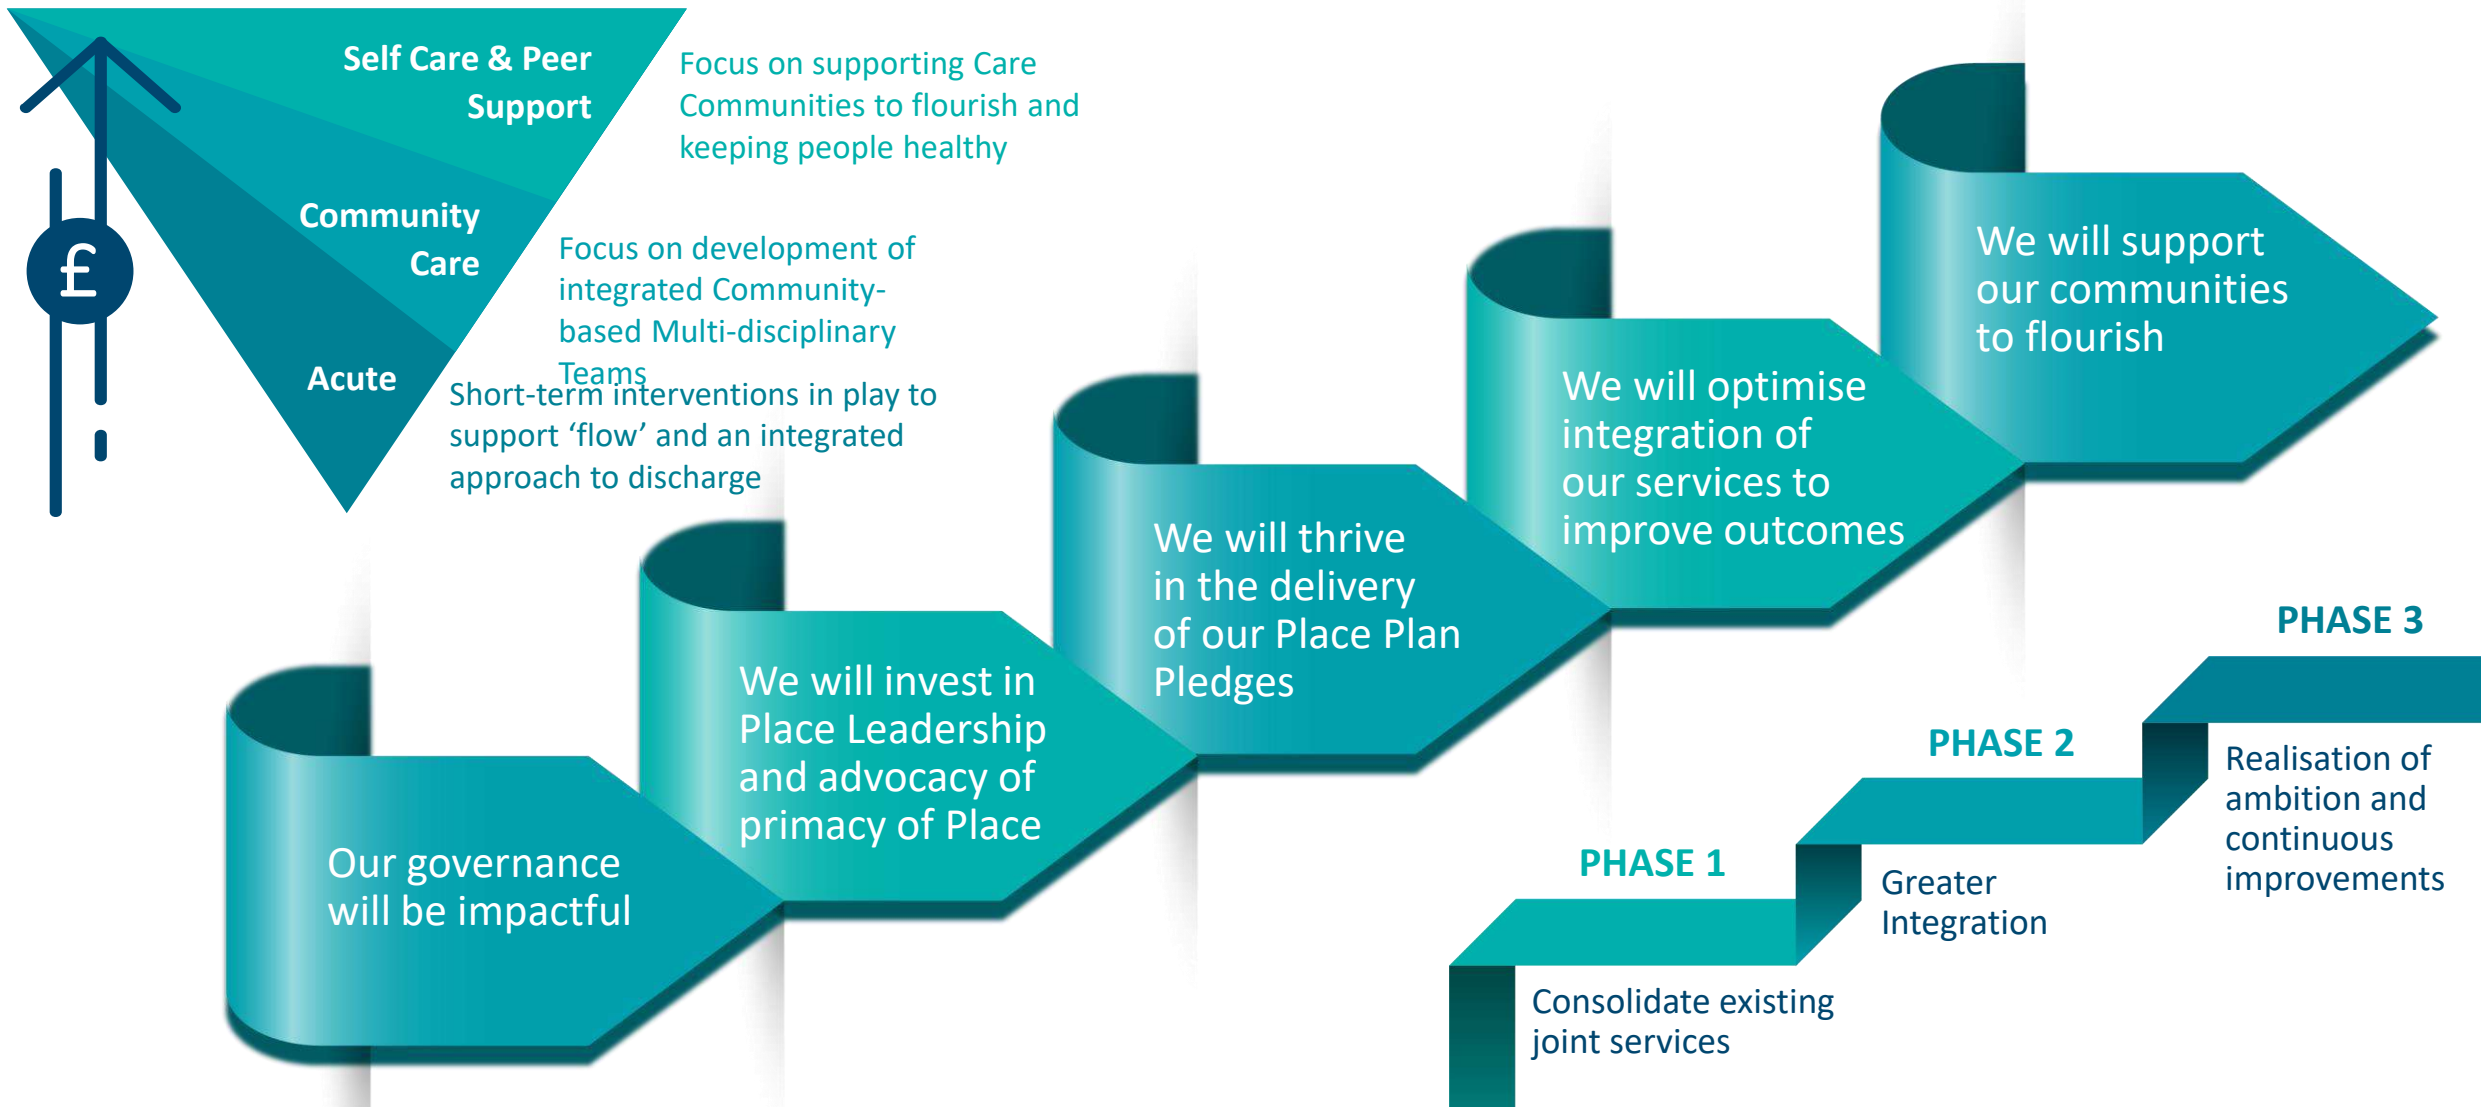 Self Care & Peer
Support
Focus on supporting Care
Communities to flourish and
keeping people healthy
Community
Care
Focus on development of
integrated Community-
based Multi-disciplinary
Teams
Acute
Short-term interventions in play to
support ‘flow’ and an integrated
approach to discharge
£
Our governance
will be impactful
We will invest in
Place Leadership
and advocacy of
primacy of Place
We will thrive
in the delivery
of our Place Plan
Pledges
We will optimise
integration of
our services to
improve outcomes
We will support
our communities
to flourish
PHASE 1
Consolidate existing
joint services
PHASE 2
Greater
Integration
PHASE 3
Realisation of
ambition and
continuous
improvements